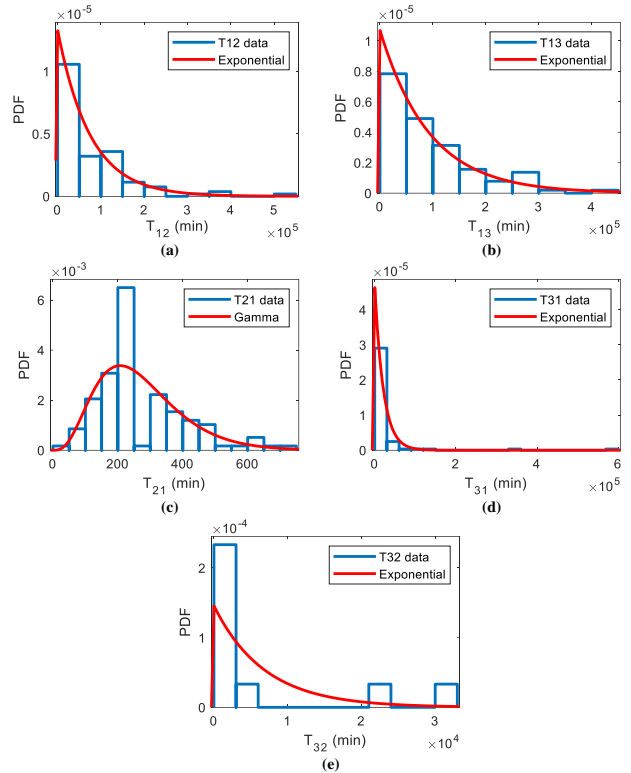 ×10⁻⁵
T12 data
Exponential
PDF
1
0.5
0
0 1 2 3 4 5
T₁₂ (min)
×10⁵
(a)
×10⁻⁵
T13 data
Exponential
PDF
1
0.8
0.6
0.4
0.2
0
0 1 2 3 4
T₁₃ (min)
×10⁵
(b)
×10⁻³
T21 data
Gamma
PDF
6
4
2
0
0 200 400 600
T₂₁ (min)
(c)
×10⁻⁵
T31 data
Exponential
PDF
4
3
2
1
0
0 2 4 6
T₃₁ (min)
×10⁵
(d)
×10⁻⁴
T32 data
Exponential
PDF
2
1
0
0 1 2 3
T₃₂ (min)
×10⁴
(e)